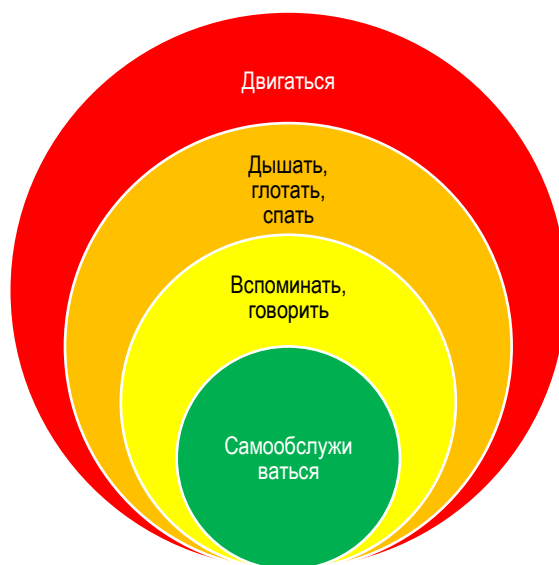 Двигаться
Дышать,
глотать,
спать
Вспоминать,
говорить
Самообслужи
ваться